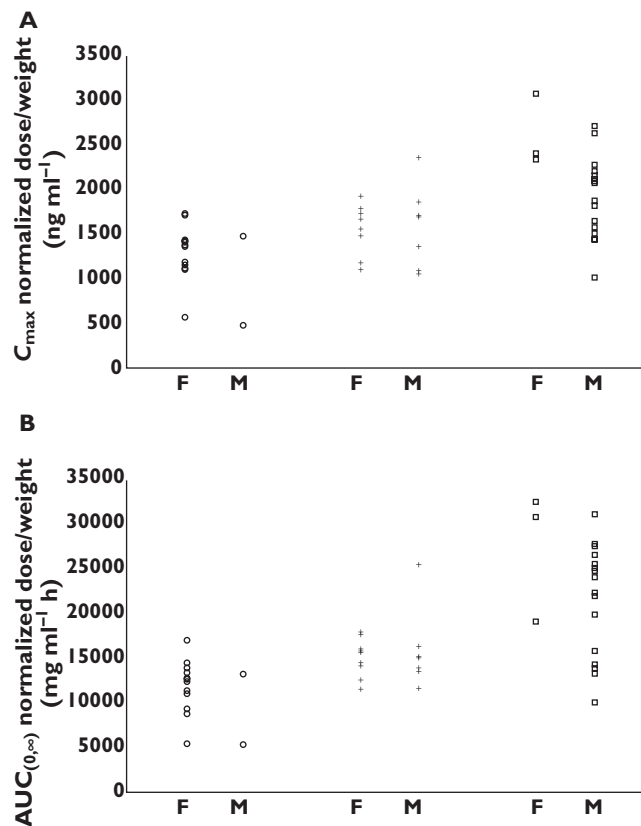 A
C max normalized dose/weight
(ng ml⁻¹)
3500
3000
2500
2000
1500
1000
500
0
F M F M F M
B
AUC(0,∞) normalized dose/weight
(mg ml⁻¹ h)
35000
30000
25000
20000
15000
10000
5000
0
F M F M F M